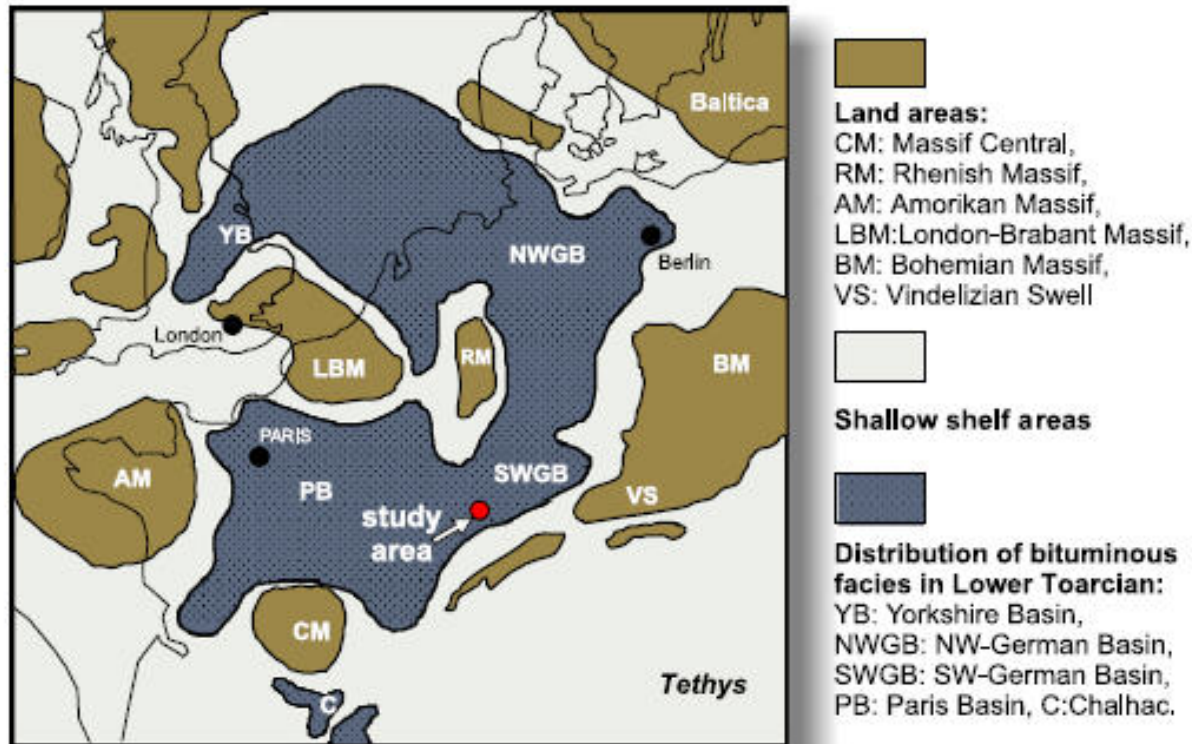 Baltica
YB
NWGB
Berlin
London
LBM
RM
BM
PARIS
AM
PB
SWGB
VS
study
area
CM
C
Tethys
Land areas:
CM: Massif Central,
RM: Rhenish Massif,
AM: Amorikan Massif,
LBM:London-Brabant Massif,
BM: Bohemian Massif,
VS: Vindelizian Swell
Shallow shelf areas
Distribution of bituminous
facies in Lower Toarcian:
YB: Yorkshire Basin,
NWGB: NW-German Basin,
SWGB: SW-German Basin,
PB: Paris Basin, C:Chalhac.